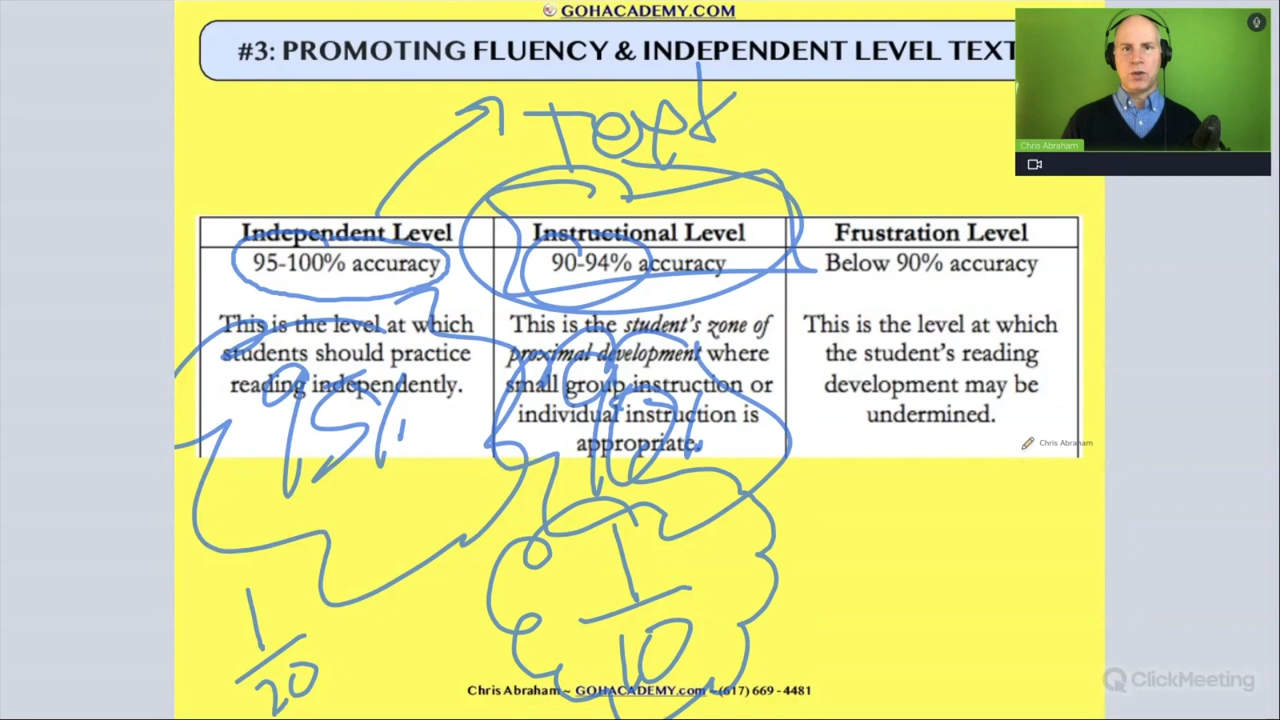 GOHACADEMY.COM
#3: PROMOTING FLUENCY & INDEPENDENT LEVEL TEXT
Chris Abraham
Text
Independent Level
95-100% accuracy
This is the level at which
students should practice
reading independently.
Instructional Level
90-94% accuracy
This is the student's zone of
proximal development where
small group instruction or
individual instruction is
appropriate.
Frustration Level
Below 90% accuracy
This is the level at which
the student's reading
development may be
undermined.
Chris Abraham
95%
90%
1/20
1/10
Chris Abraham ~ GOHACADEMY.com ~ (617) 669 - 4481
ClickMeeting